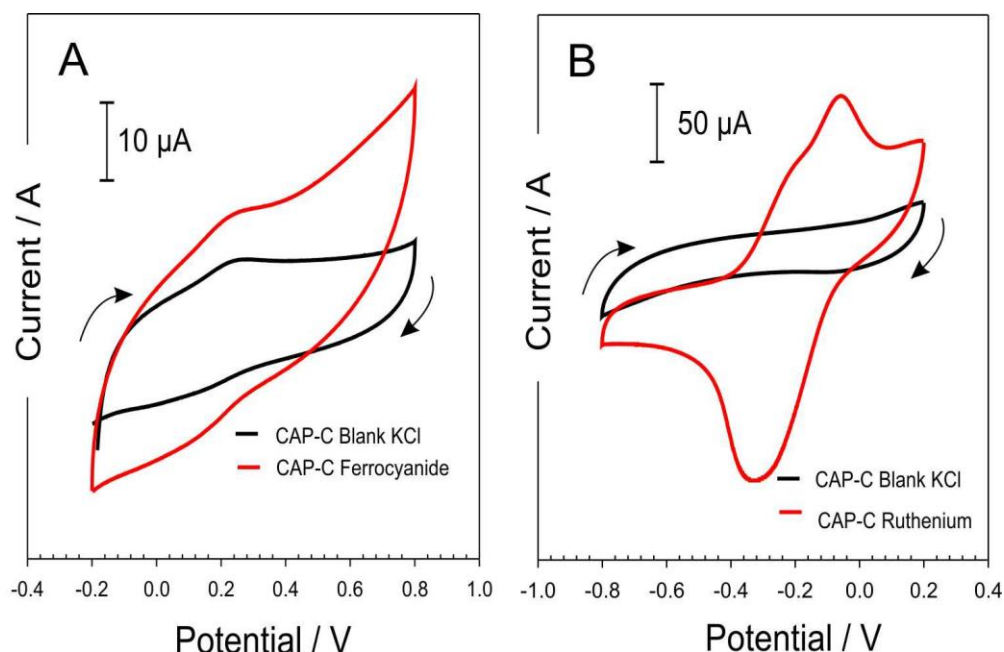 A
10 µA
Current / A
CAP-C Blank KCl
CAP-C Ferrocyanide
-0.4 -0.2 0.0 0.2 0.4 0.6 0.8 1.0
Potential / V
B
50 µA
Current / A
CAP-C Blank KCl
CAP-C Ruthenium
-1.0 -0.8 -0.6 -0.4 -0.2 0.0 0.2 0.4
Potential / V